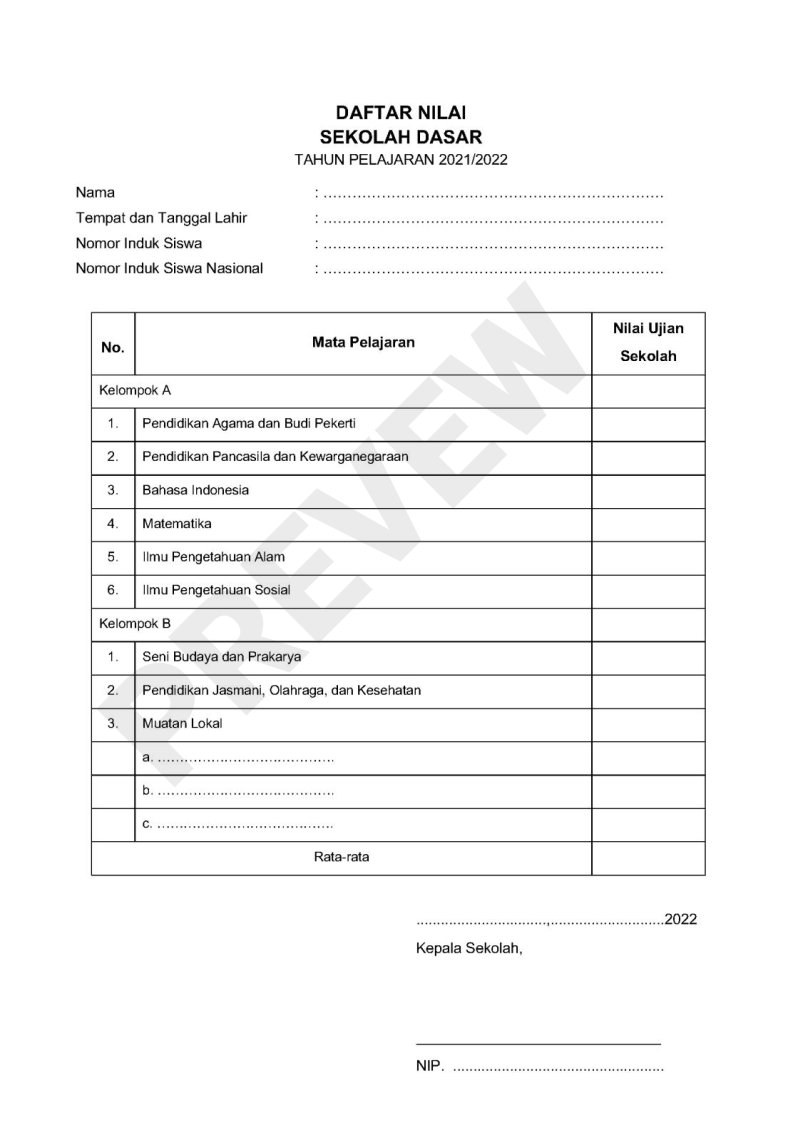 DAFTAR NILAI
SEKOLAH DASAR
TAHUN PELAJARAN 2021/2022
Nama : ......................................................................
Tempat dan Tanggal Lahir : ......................................................................
Nomor Induk Siswa : ......................................................................
Nomor Induk Siswa Nasional : ......................................................................
No. Mata Pelajaran Nilai Ujian Sekolah
Kelompok A
1. Pendidikan Agama dan Budi Pekerti
2. Pendidikan Pancasila dan Kewarganegaraan
3. Bahasa Indonesia
4. Matematika
5. Ilmu Pengetahuan Alam
6. Ilmu Pengetahuan Sosial
Kelompok B
1. Seni Budaya dan Prakarya
2. Pendidikan Jasmani, Olahraga, dan Kesehatan
3. Muatan Lokal
a. ........................................
b. ........................................
c. ........................................
Rata-rata
PREVIEW
................................,............................2022
Kepala Sekolah,
NIP. ....................................................